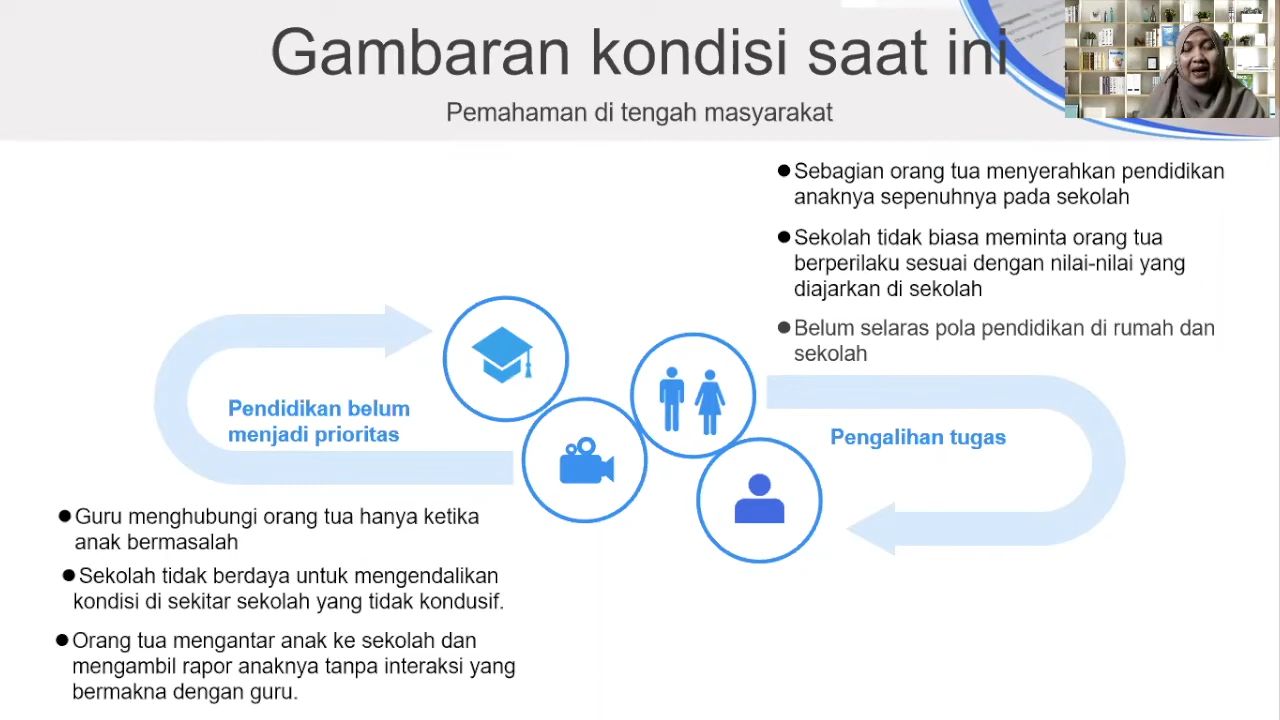 Gambaran kondisi saat ini
Pemahaman di tengah masyarakat
●Sebagian orang tua menyerahkan pendidikan
anaknya sepenuhnya pada sekolah
●Sekolah tidak biasa meminta orang tua
berperilaku sesuai dengan nilai-nilai yang
diajarkan di sekolah
●Belum selaras pola pendidikan di rumah dan
sekolah
Pendidikan belum
menjadi prioritas
Pengalihan tugas
●Guru menghubungi orang tua hanya ketika
anak bermasalah
●Sekolah tidak berdaya untuk mengendalikan
kondisi di sekitar sekolah yang tidak kondusif.
●Orang tua mengantar anak ke sekolah dan
mengambil rapor anaknya tanpa interaksi yang
bermakna dengan guru.